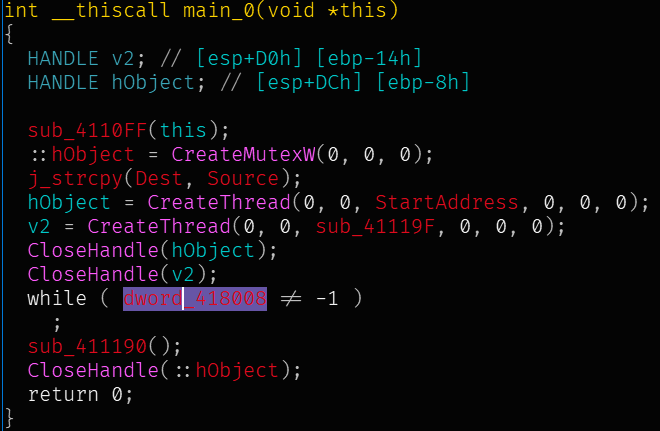 int __thiscall main_0(void *this)
{
  HANDLE v2; // [esp+D0h] [ebp-14h]
  HANDLE hObject; // [esp+DCh] [ebp-8h]

  sub_4110FF(this);
  ::hObject = CreateMutexW(0, 0, 0);
  j_strcpy(Dest, Source);
  hObject = CreateThread(0, 0, StartAddress, 0, 0, 0);
  v2 = CreateThread(0, 0, sub_41119F, 0, 0, 0);
  CloseHandle(hObject);
  CloseHandle(v2);
  while ( dword_418008 != -1 )
    ;
  sub_411190();
  CloseHandle(::hObject);
  return 0;
}